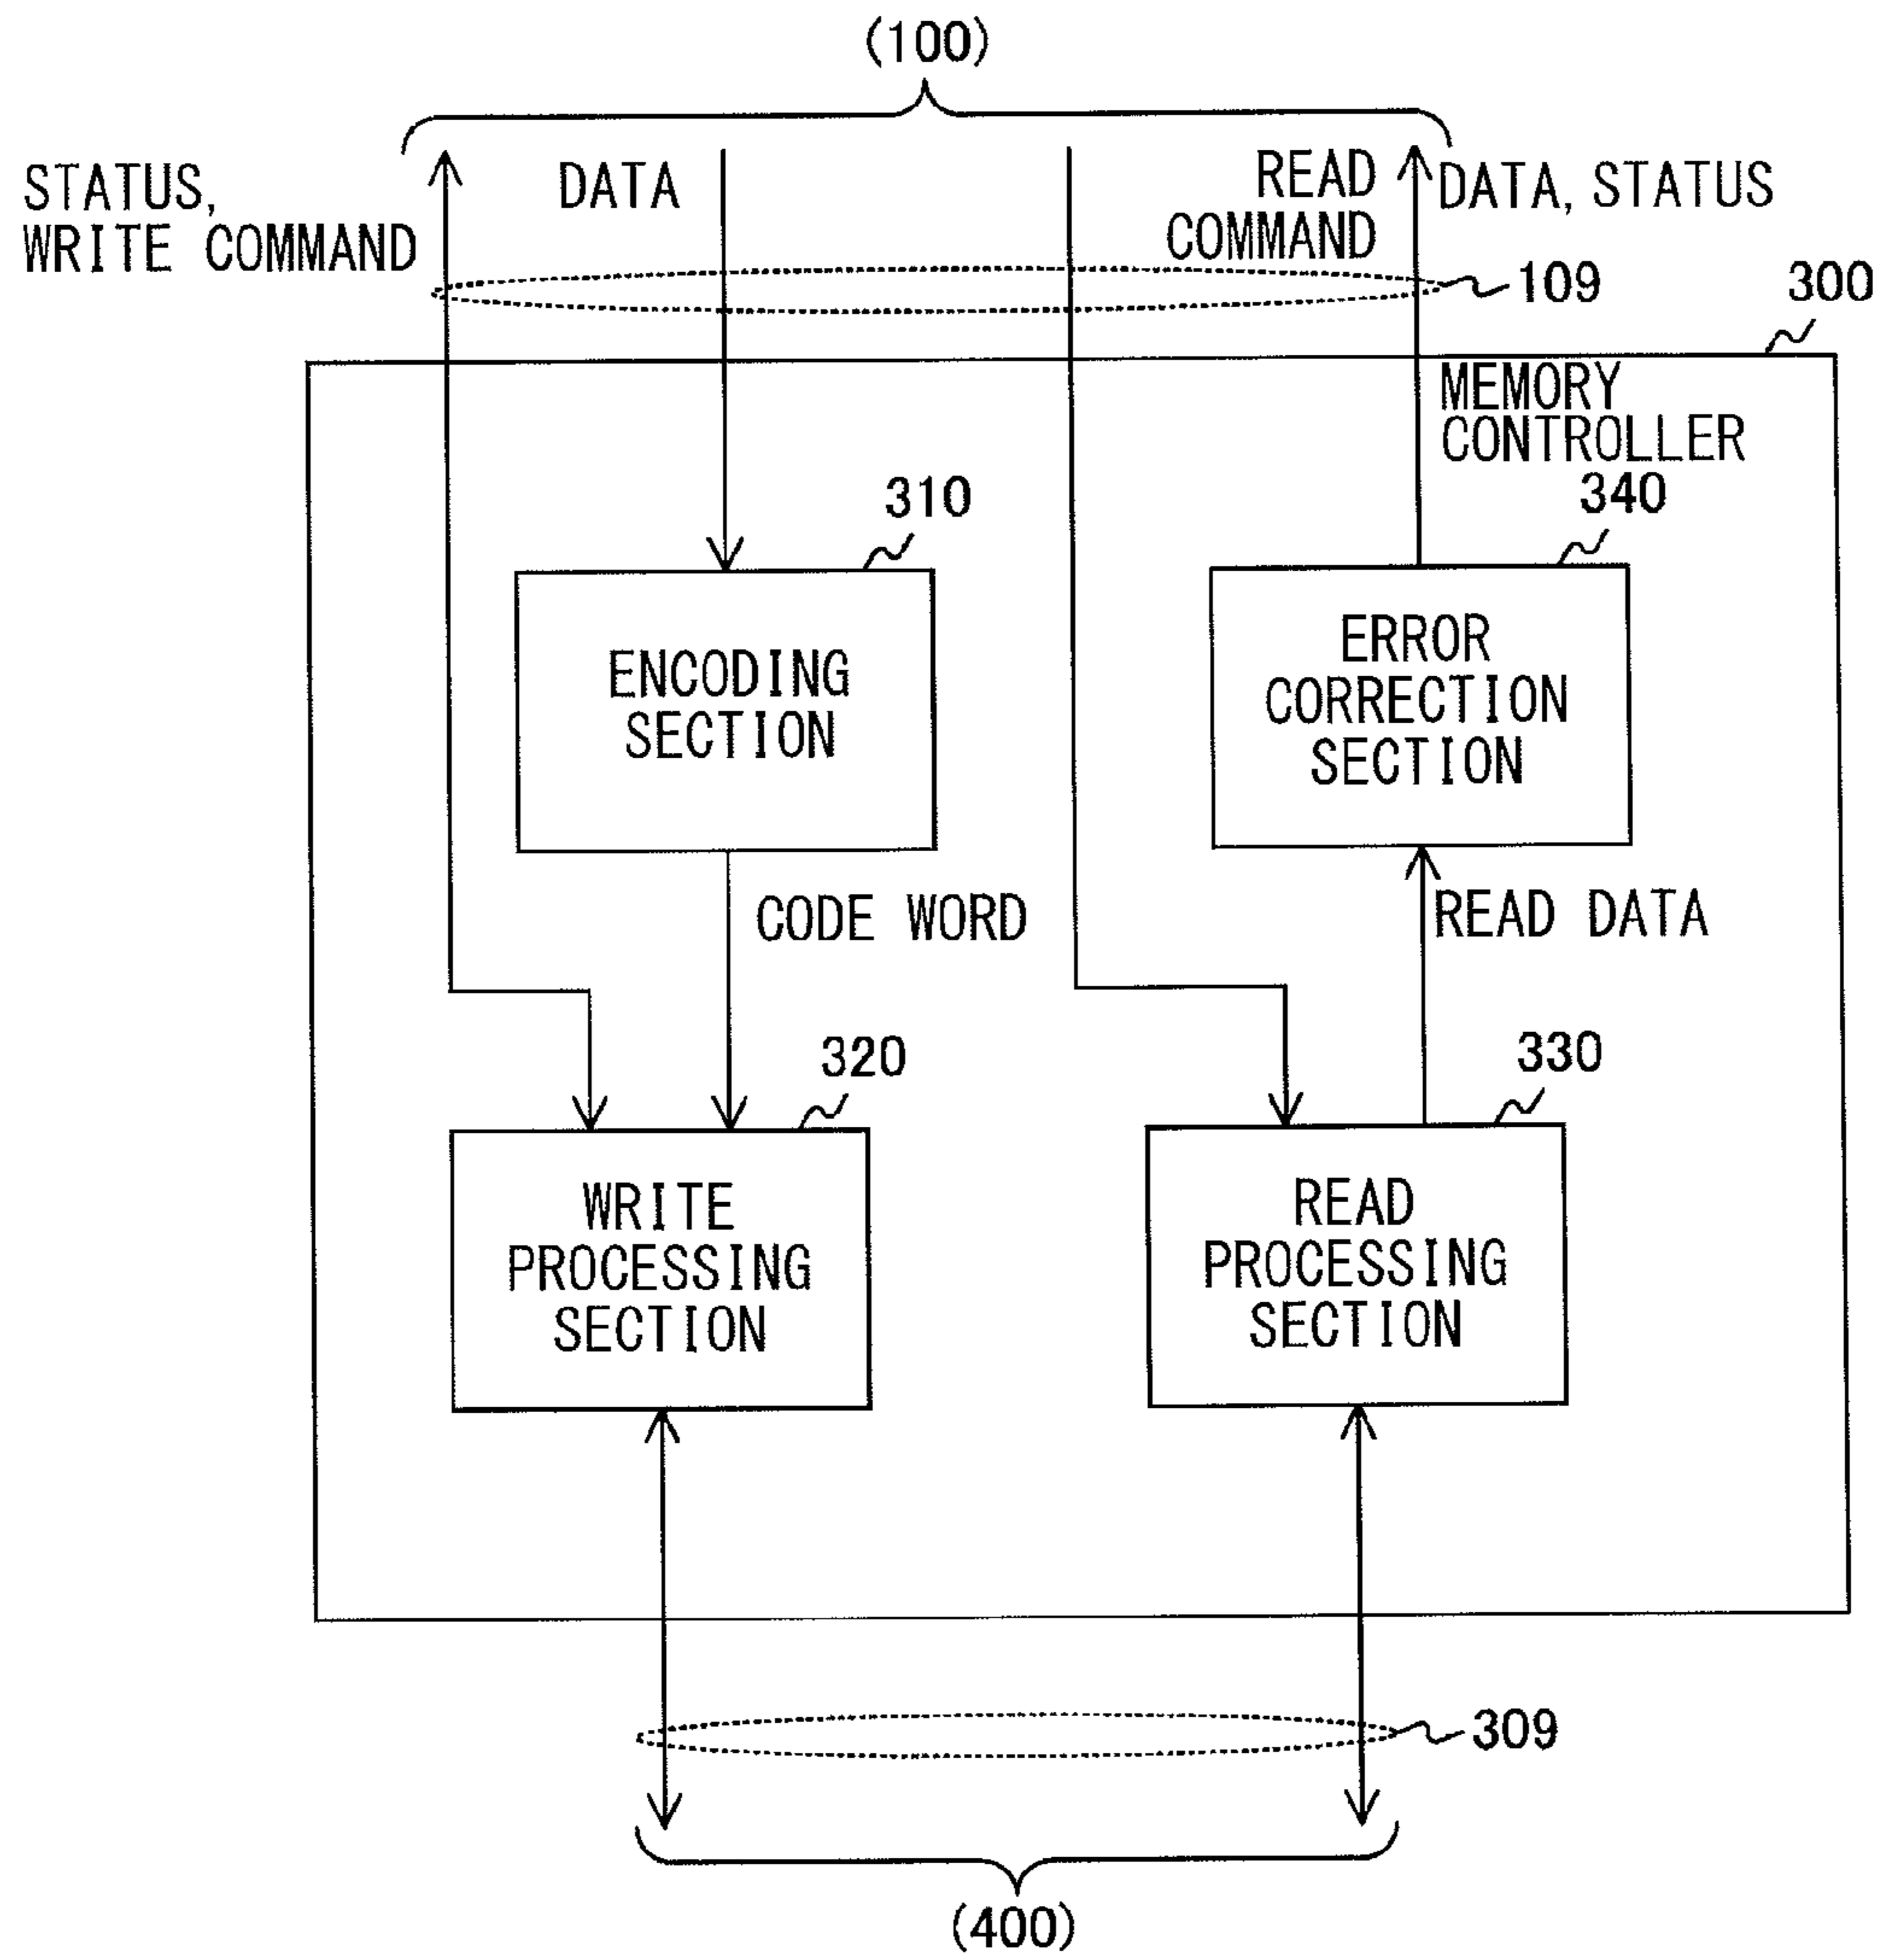 (100)
STATUS,
WRITE COMMAND
DATA
READ
COMMAND
DATA, STATUS
109
300
MEMORY
CONTROLLER
310
340
ENCODING
SECTION
ERROR
CORRECTION
SECTION
CODE WORD
READ DATA
320
330
WRITE
PROCESSING
SECTION
READ
PROCESSING
SECTION
309
(400)